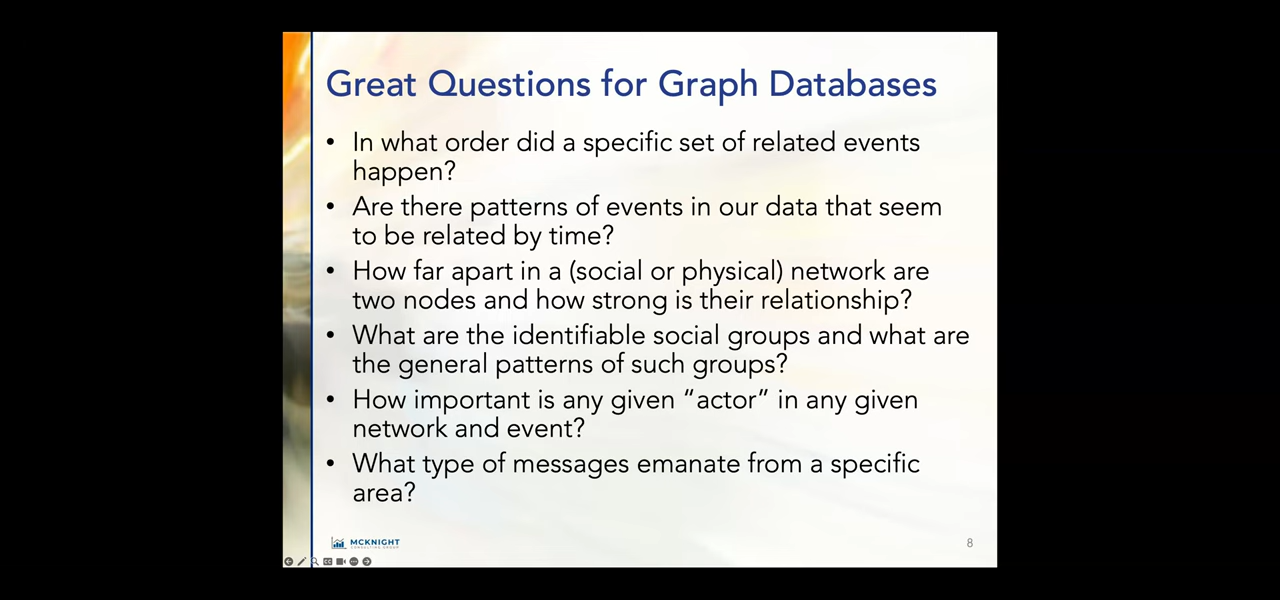 Great Questions for Graph Databases
• In what order did a specific set of related events
happen?
• Are there patterns of events in our data that seem
to be related by time?
• How far apart in a (social or physical) network are
two nodes and how strong is their relationship?
• What are the identifiable social groups and what are
the general patterns of such groups?
• How important is any given “actor” in any given
network and event?
• What type of messages emanate from a specific
area?
MCKNIGHT
CONSULTING GROUP
8